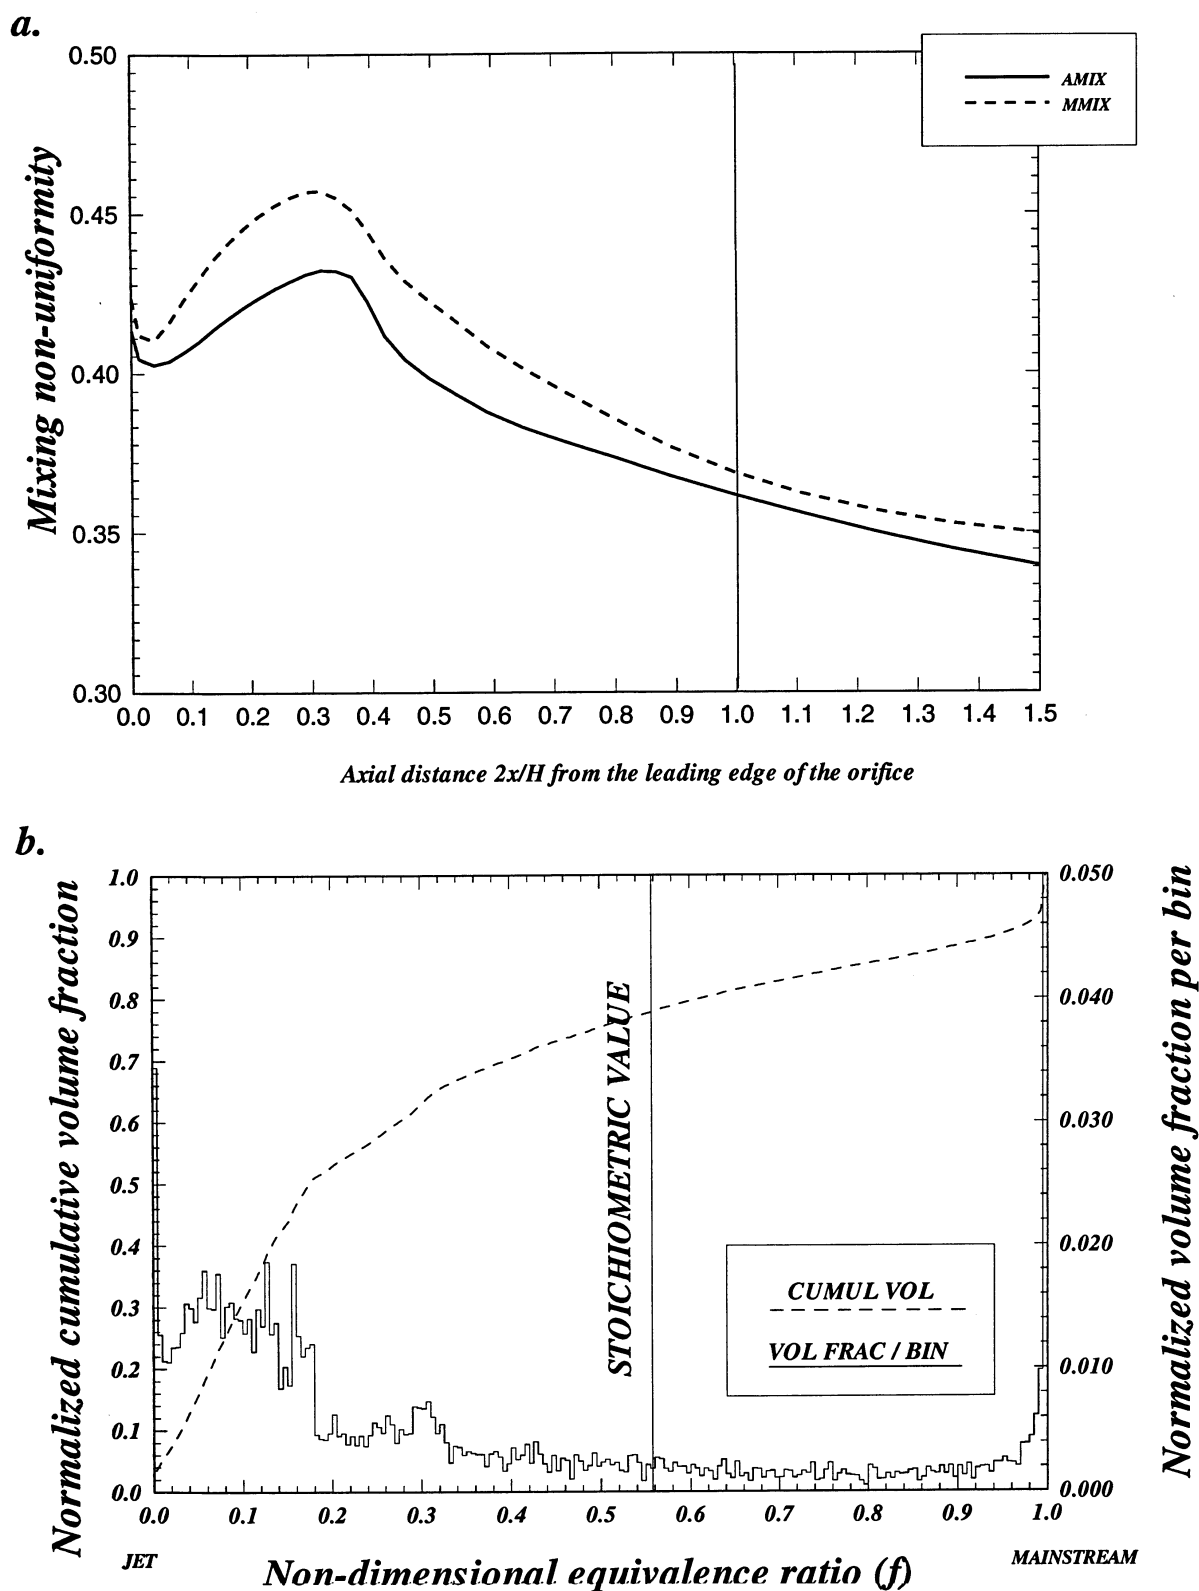 a.
0.50
0.45
0.40
0.35
0.30
Mixing non-uniformity
AMIX
MMIX
0.0 0.1 0.2 0.3 0.4 0.5 0.6 0.7 0.8 0.9 1.0 1.1 1.2 1.3 1.4 1.5
Axial distance 2x/H from the leading edge of the orifice
b.
1.0
0.9
0.8
0.7
0.6
0.5
0.4
0.3
0.2
0.1
0.0
Normalized cumulative volume fraction
STOICHIOMETRIC VALUE
CUMUL VOL
VOL FRAC / BIN
0.050
0.040
0.030
0.020
0.010
0.000
Normalized volume fraction per bin
0.0 0.1 0.2 0.3 0.4 0.5 0.6 0.7 0.8 0.9 1.0
JET
MAINSTREAM
Non-dimensional equivalence ratio (f)